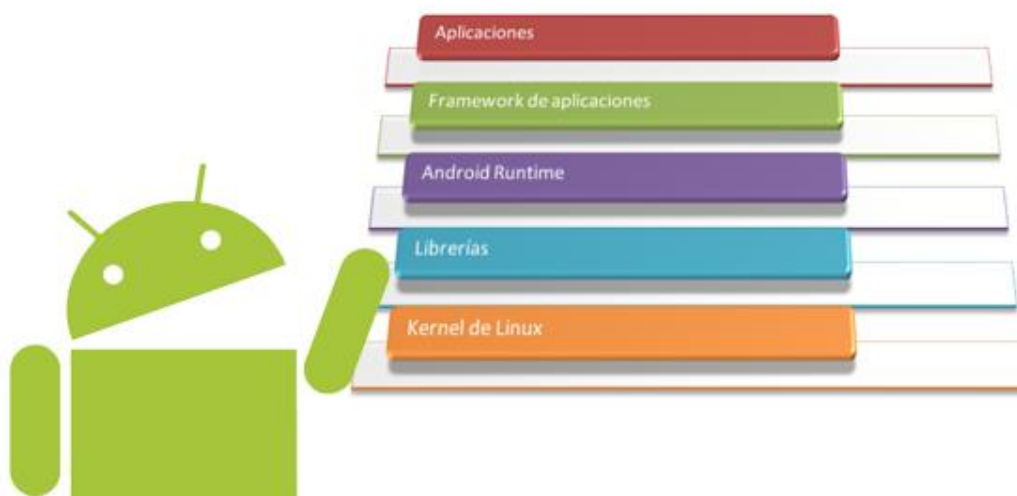 Aplicaciones
Framework de aplicaciones
Android Runtime
Librerías
Kernel de Linux